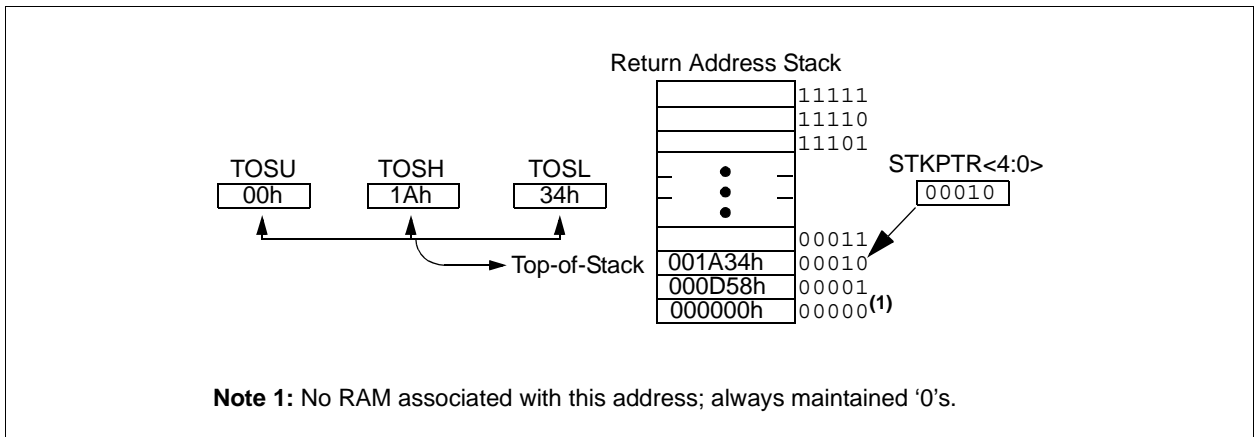 Return Address Stack
11111
11110
11101
TOSU TOSH TOSL
00h 1Ah 34h
STKPTR<4:0>
00010
00011
Top-of-Stack 001A34h 00010
000D58h 00001
000000h 00000(1)
Note 1: No RAM associated with this address; always maintained ‘0’s.